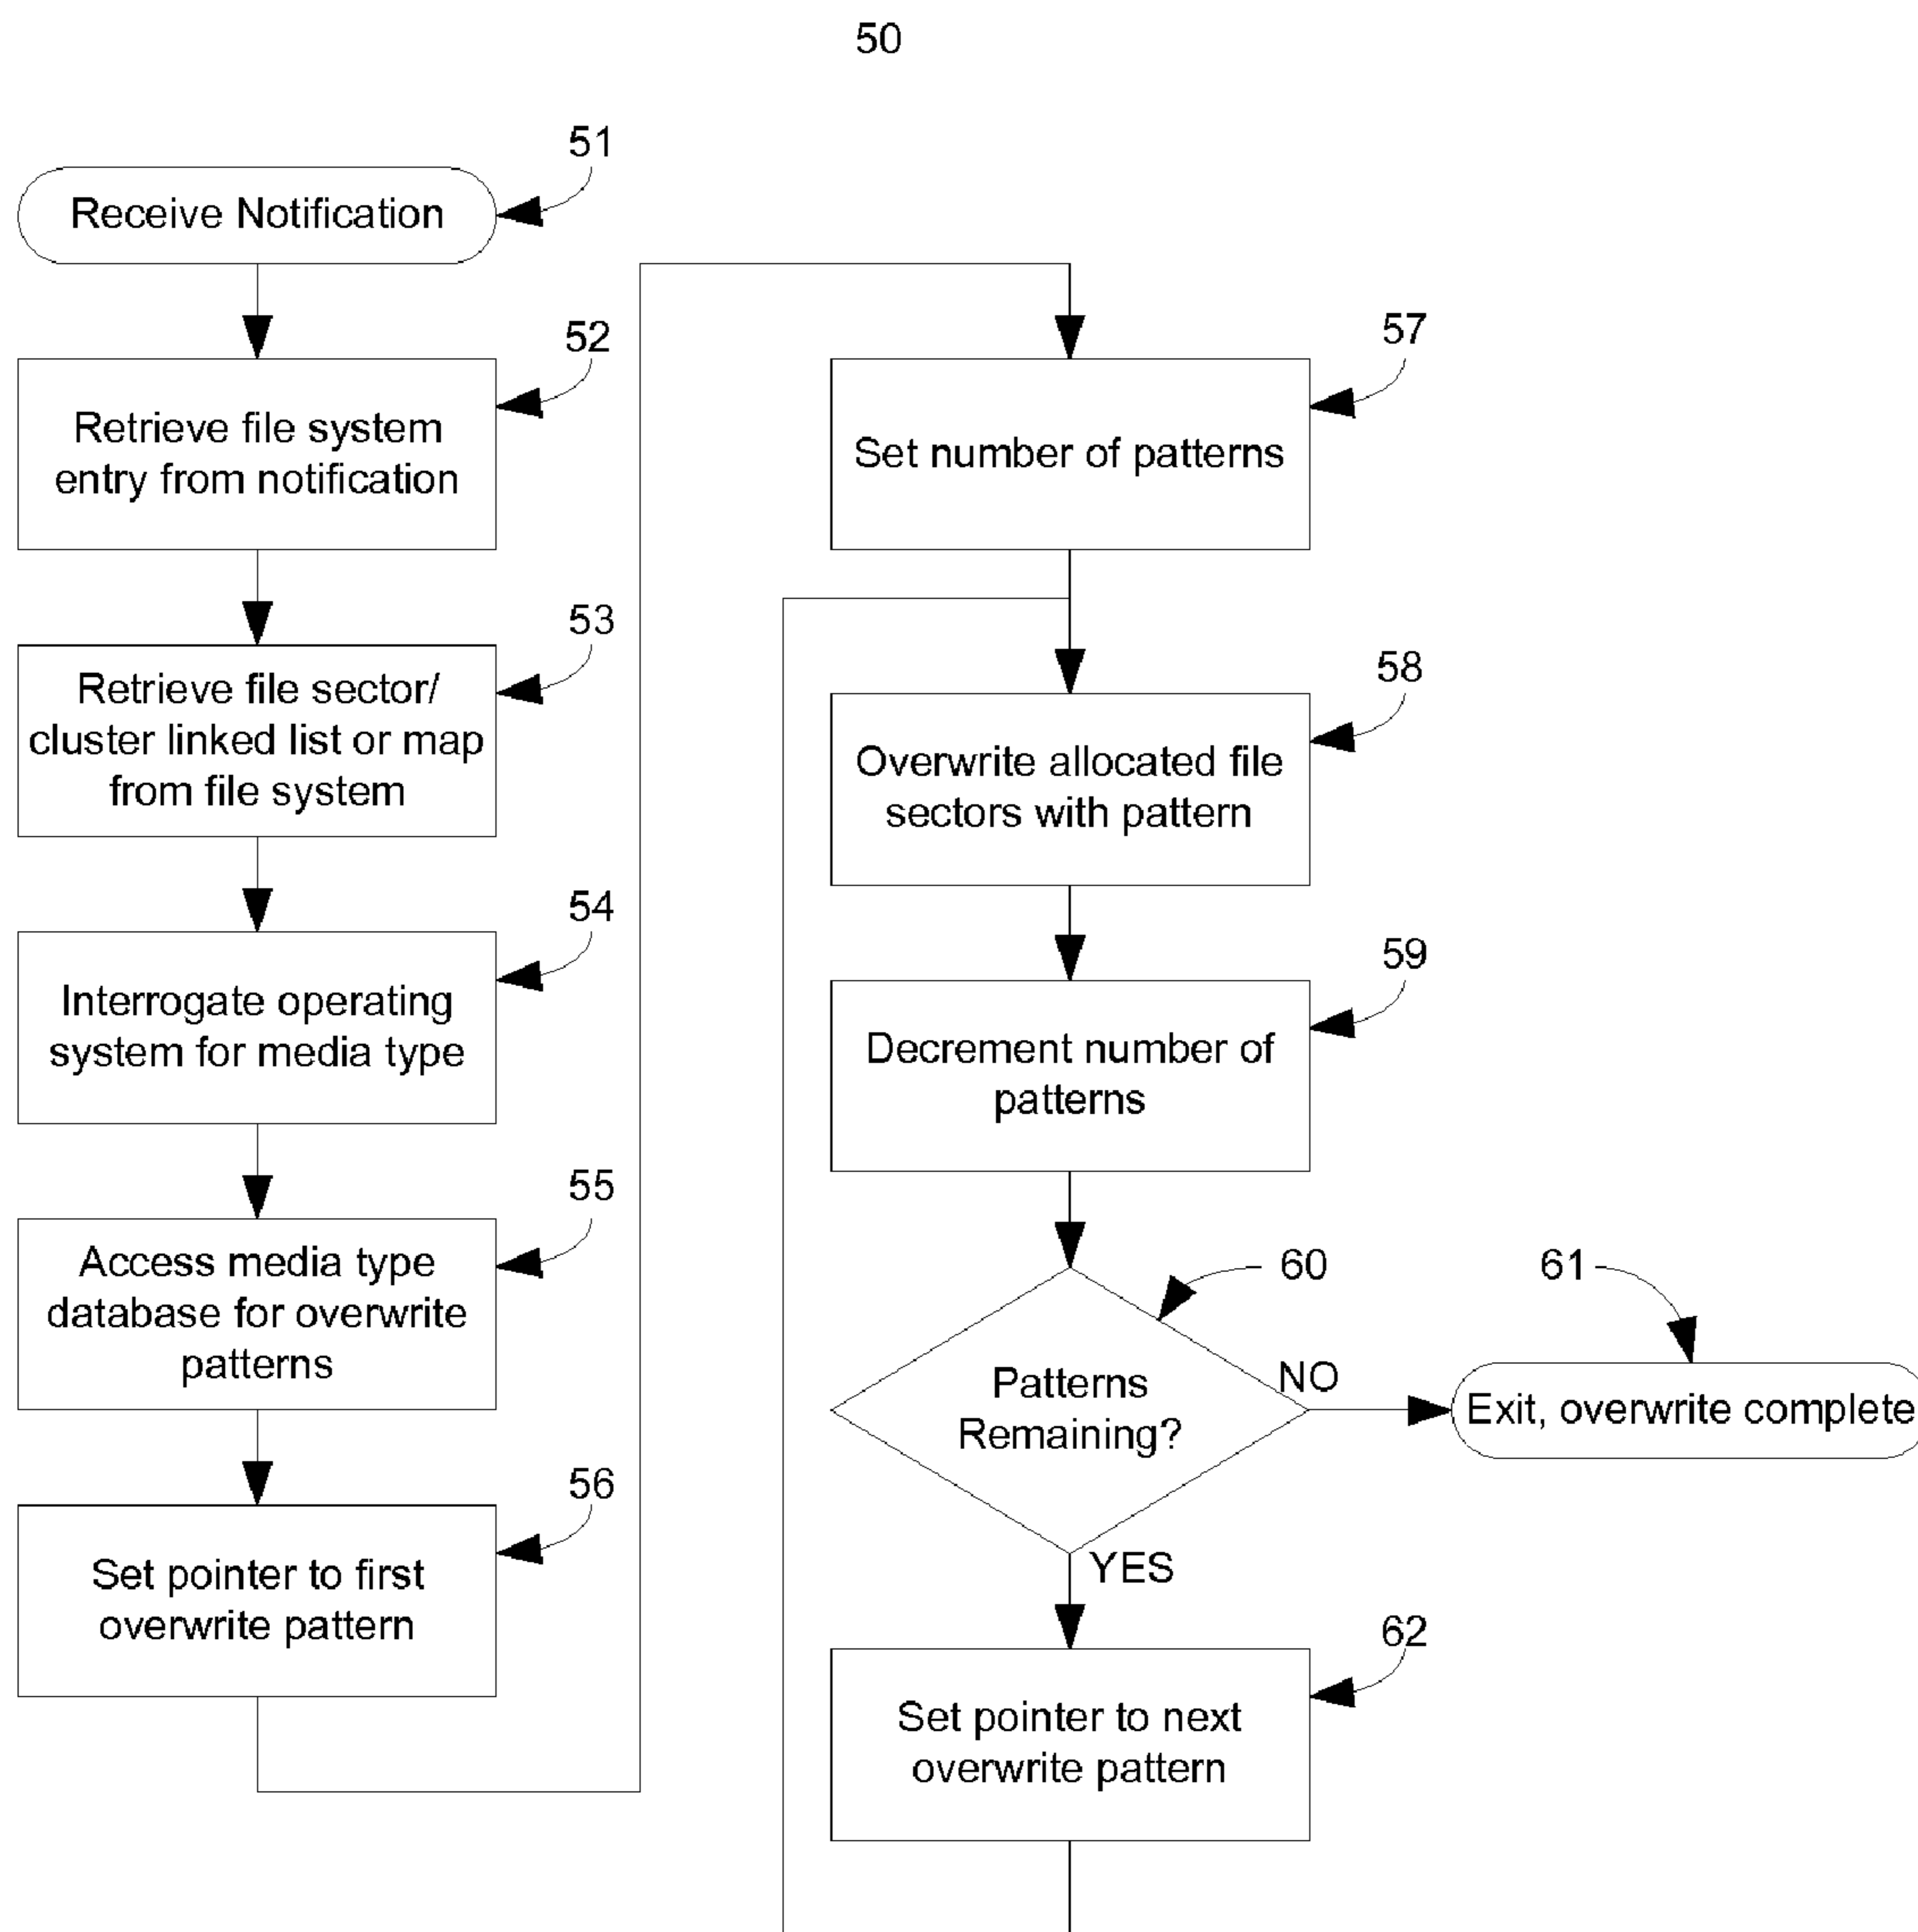 50
51
Receive Notification
52
Retrieve file system
entry from notification
53
Retrieve file sector/
cluster linked list or map
from file system
54
Interrogate operating
system for media type
55
Access media type
database for overwrite
patterns
56
Set pointer to first
overwrite pattern
57
Set number of patterns
58
Overwrite allocated file
sectors with pattern
59
Decrement number of
patterns
60
Patterns
Remaining?
NO
61
Exit, overwrite complete
YES
62
Set pointer to next
overwrite pattern